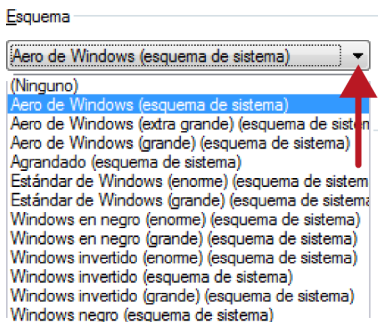 Esquema
Aero de Windows (esquema de sistema)
(Ninguno)
Aero de Windows (esquema de sistema)
Aero de Windows (extra grande) (esquema de sistem
Aero de Windows (grande) (esquema de sistema)
Agrandado (esquema de sistema)
Estándar de Windows (enorme) (esquema de sistem
Estándar de Windows (grande) (esquema de sistema
Windows en negro (enorme) (esquema de sistema)
Windows en negro (grande) (esquema de sistema)
Windows invertido (enorme) (esquema de sistema)
Windows invertido (esquema de sistema)
Windows invertido (grande) (esquema de sistema)
Windows negro (esquema de sistema)